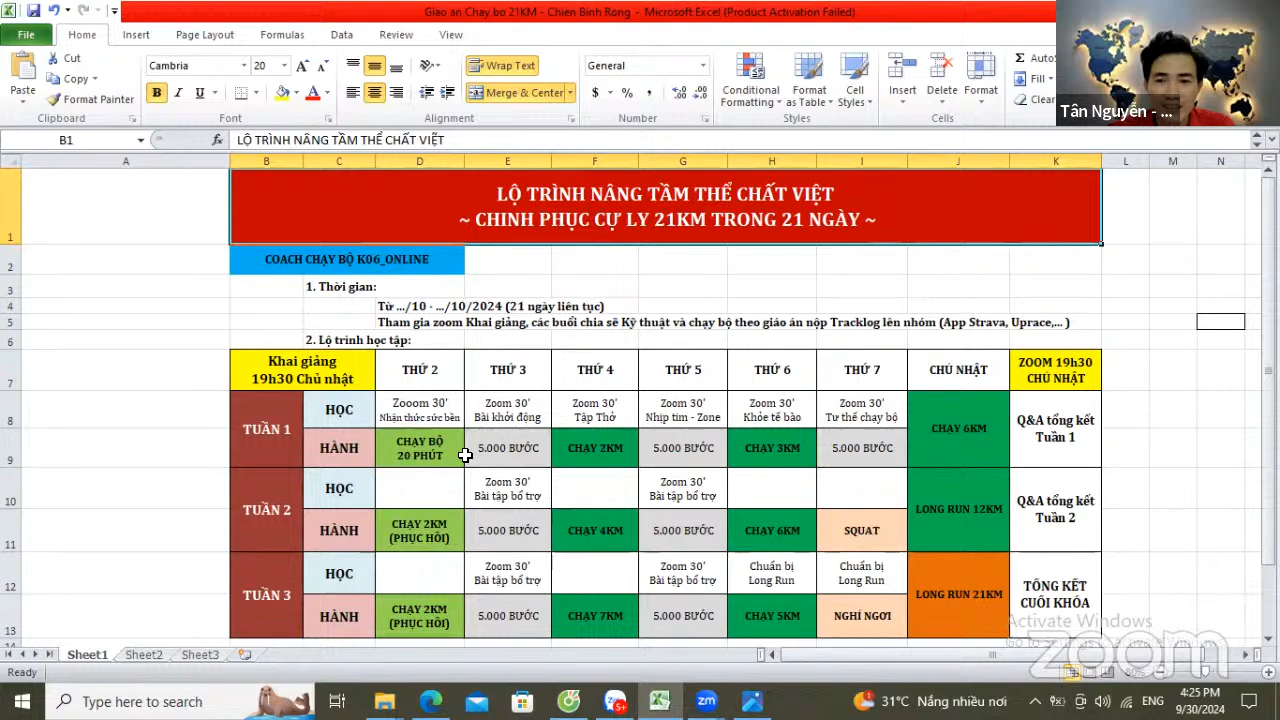 Giao an Chay bo 21KM - Chien Binh Rong - Microsoft Excel (Product Activation Failed)
File Home Insert Page Layout Formulas Data Review View
Paste Cut Copy Format Painter Clipboard
Cambria 20 A A B I U A Font
Wrap Text Merge & Center Alignment
General $ % , Number
Conditional Formatting Format as Table Cell Styles Styles
Insert Delete Format Cells
Σ Auto
Fill
Clear
Tân Nguyễn - ...
B1 fx LỘ TRÌNH NÂNG TẦM THỂ CHẤT VIỆT
A B C D E F G H I J K L M N
1 LỘ TRÌNH NÂNG TẦM THỂ CHẤT VIỆT
~ CHINH PHỤC CỰ LY 21KM TRONG 21 NGÀY ~
2 COACH CHẠY BỘ K06_ONLINE
3 1. Thời gian:
4 Từ .../10 - .../10/2024 (21 ngày liên tục)
5 Tham gia zoom Khai giảng, các buổi chia sẽ Kỹ thuật và chạy bộ theo giáo án nộp Tracklog lên nhóm (App Strava, Uprace,... )
6 2. Lộ trình học tập:
7 Khai giảng 19h30 Chủ nhật THỨ 2 THỨ 3 THỨ 4 THỨ 5 THỨ 6 THỨ 7 CHỦ NHẬT ZOOM 19h30 CHỦ NHẬT
TUẦN 1
8 HỌC Zooom 30' Nhận thức sức bền Zoom 30' Bài khởi động Zoom 30' Tập Thở Zoom 30' Nhịp tim - Zone Zoom 30' Khỏe tế bào Zoom 30' Tư thế chạy bộ
9 HÀNH CHẠY BỘ 20 PHÚT 5.000 BƯỚC CHẠY 2KM 5.000 BƯỚC CHẠY 3KM 5.000 BƯỚC CHẠY 6KM Q&A tổng kết Tuần 1
TUẦN 2
10 HỌC Zoom 30' Bài tập bổ trợ Zoom 30' Bài tập bổ trợ
11 HÀNH CHẠY 2KM (PHỤC HỒI) 5.000 BƯỚC CHẠY 4KM 5.000 BƯỚC CHẠY 6KM SQUAT LONG RUN 12KM Q&A tổng kết Tuần 2
TUẦN 3
12 HỌC Zoom 30' Bài tập bổ trợ Zoom 30' Bài tập bổ trợ Chuẩn bị Long Run Chuẩn bị Long Run
13 HÀNH CHẠY 2KM (PHỤC HỒI) 5.000 BƯỚC CHẠY 7KM 5.000 BƯỚC CHẠY 5KM NGHỈ NGƠI LONG RUN 21KM TỔNG KẾT CUỐI KHÓA
Activate Windows
zoom
Sheet1 Sheet2 Sheet3
Ready
Type here to search
31°C Nắng nhiều nơi ENG 4:25 PM
9/30/2024